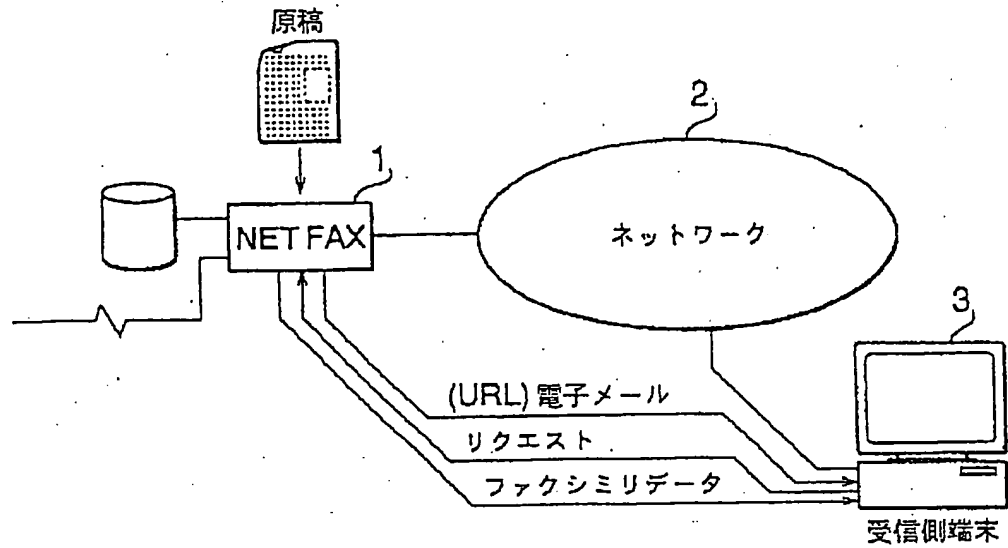 原稿
1
2
NET FAX
ネットワーク
3
(URL) 電子メール
リクエスト
ファクシミリデータ
受信側端末